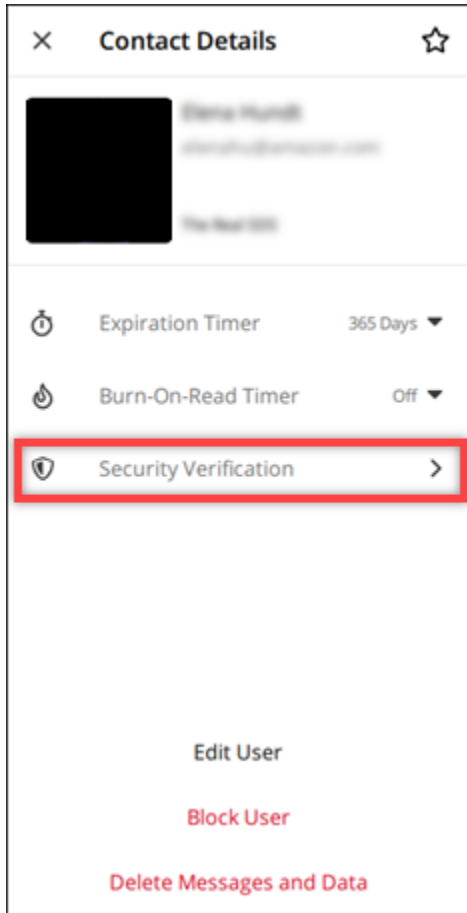 Contact Details
Expiration Timer 365 Days
Burn-On-Read Timer Off
Security Verification
Edit User
Block User
Delete Messages and Data